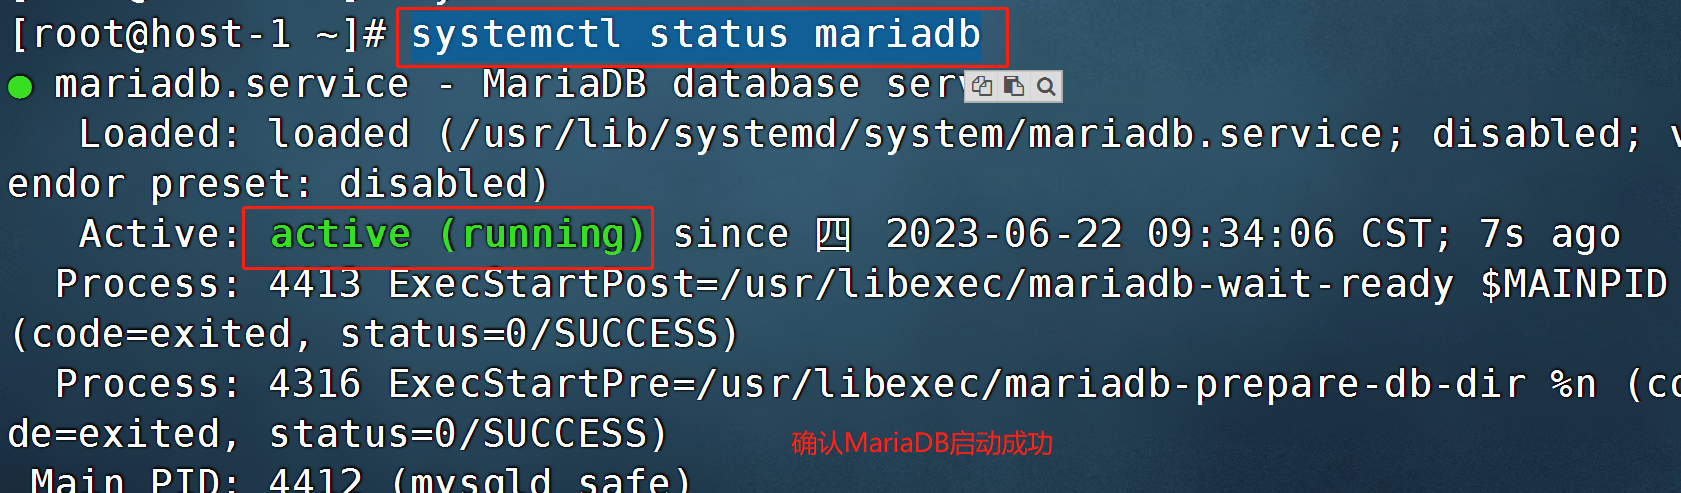 [root@host-1 ~]# systemctl status mariadb
● mariadb.service - MariaDB database serv
Loaded: loaded (/usr/lib/systemd/system/mariadb.service; disabled; v
endor preset: disabled)
Active: active (running) since 四 2023-06-22 09:34:06 CST; 7s ago
Process: 4413 ExecStartPost=/usr/libexec/mariadb-wait-ready $MAINPID
(code=exited, status=0/SUCCESS)
Process: 4316 ExecStartPre=/usr/libexec/mariadb-prepare-db-dir %n (co
de=exited, status=0/SUCCESS)
确认MariaDB启动成功
Main PID: 4412 (mysqld_safe)